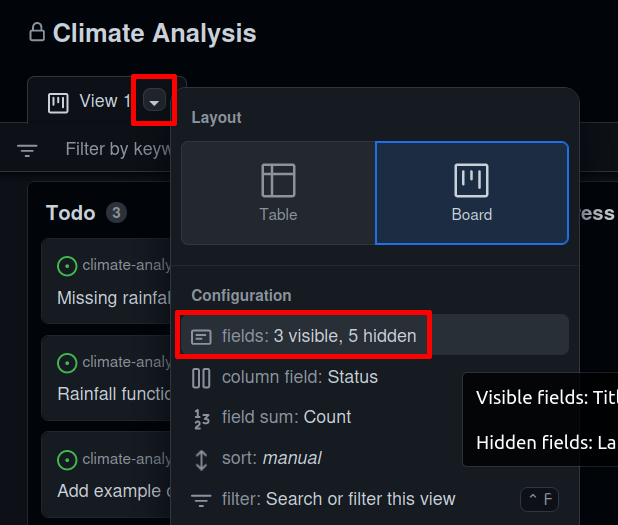 Climate Analysis
View 1
Layout
Filter by keyw
Table
Board
Todo 3
ess
climate-analy
Missing rainfal
Configuration
fields: 3 visible, 5 hidden
climate-analy
Rainfall functio
column field: Status
Visible fields: Titl
field sum: Count
Hidden fields: La
climate-analy
sort: manual
Add example
filter: Search or filter this view
^ F